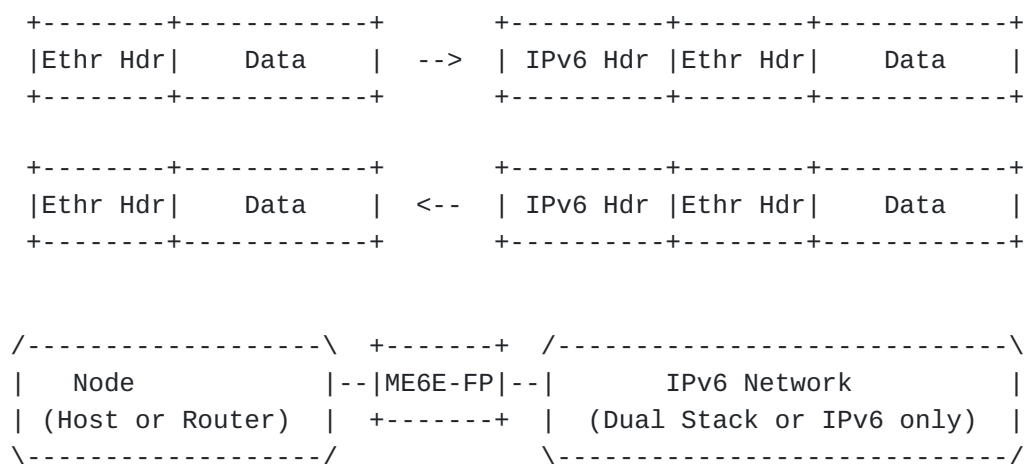 +--------+------------+       +----------+--------+------------+
|Ethr Hdr|    Data    |  -->  | IPv6 Hdr |Ethr Hdr|    Data    |
+--------+------------+       +----------+--------+------------+
+--------+------------+       +----------+--------+------------+
|Ethr Hdr|    Data    |  <--  | IPv6 Hdr |Ethr Hdr|    Data    |
+--------+------------+       +----------+--------+------------+
/-------------------\  +-------+  /-----------------------------\
|   Node            |--|ME6E-FP|--|       IPv6 Network          |
| (Host or Router)  |  +-------+  |  (Dual Stack or IPv6 only)  |
\-------------------/             \-----------------------------/